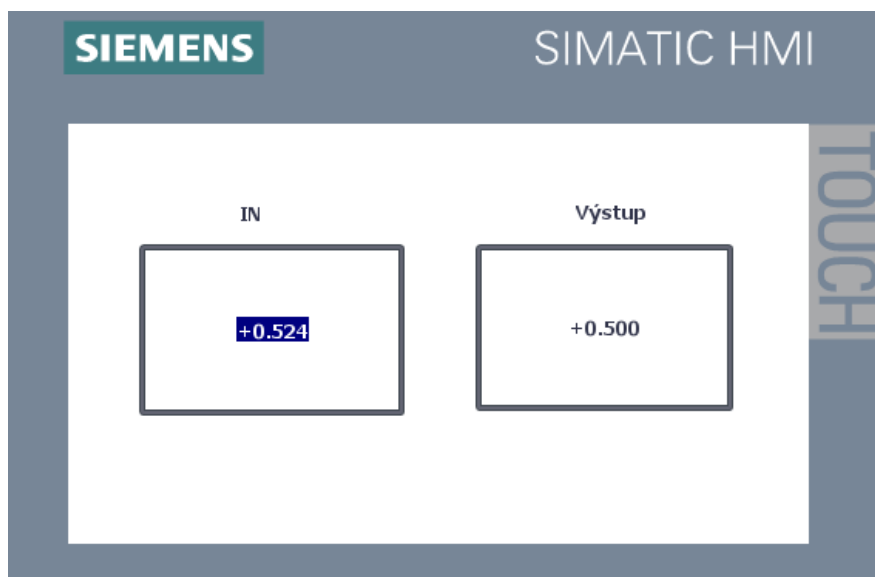 SIEMENS
SIMATIC HMI
TOUCH
IN
Výstup
+0.524
+0.500